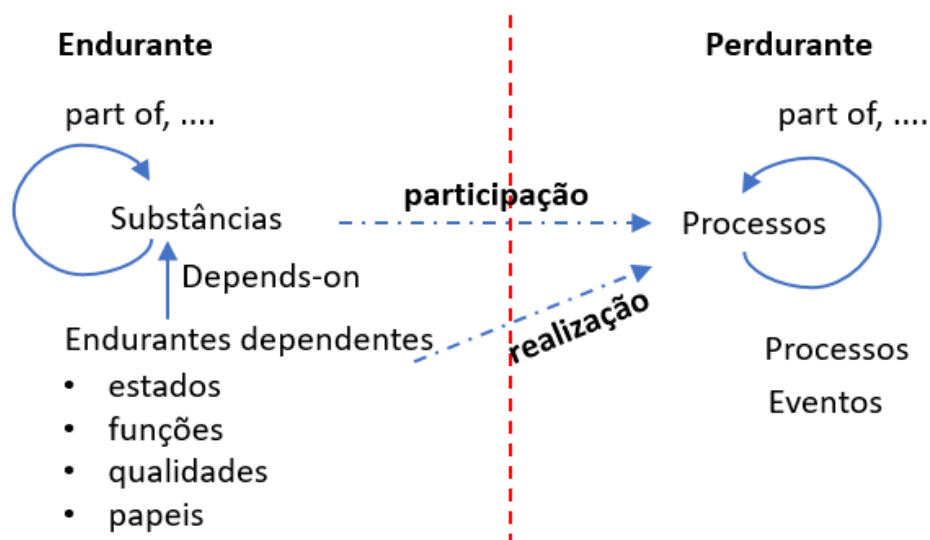 Endurante
Perdurante
part of, ....
part of, ....
participação
Substâncias
Processos
Depends-on
realização
Endurantes dependentes
Processos
• estados
Eventos
• funções
• qualidades
• papeis